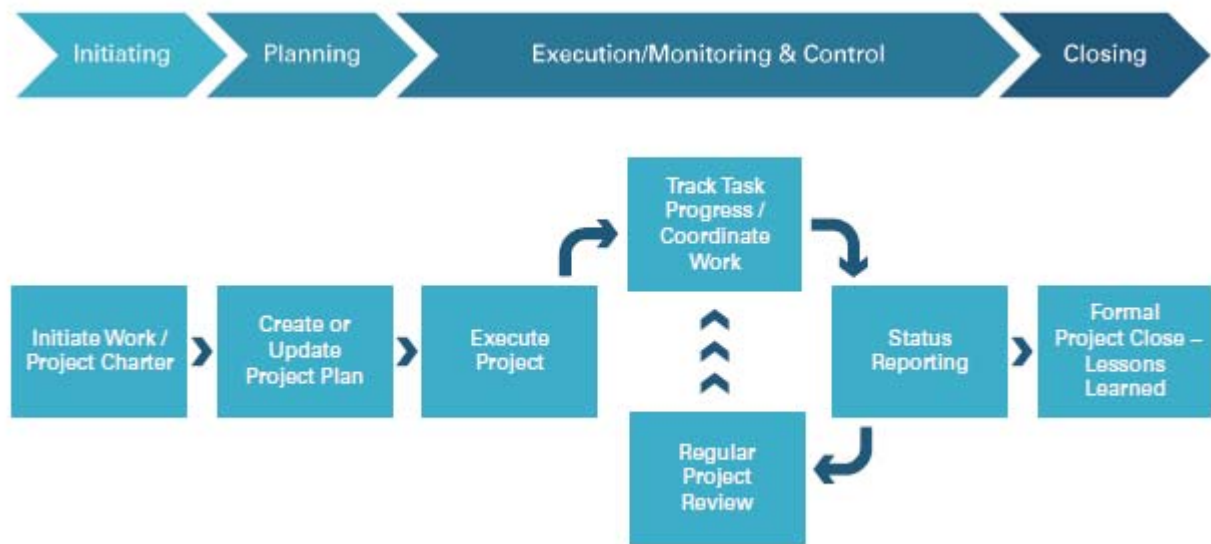 Initiating
Planning
Execution/Monitoring & Control
Closing
Track Task
Progress /
Coordinate
Work
Initiate Work /
Project Charter
Create or
Update
Project Plan
Execute
Project
Status
Reporting
Formal
Project Close –
Lessons
Learned
Regular
Project
Review